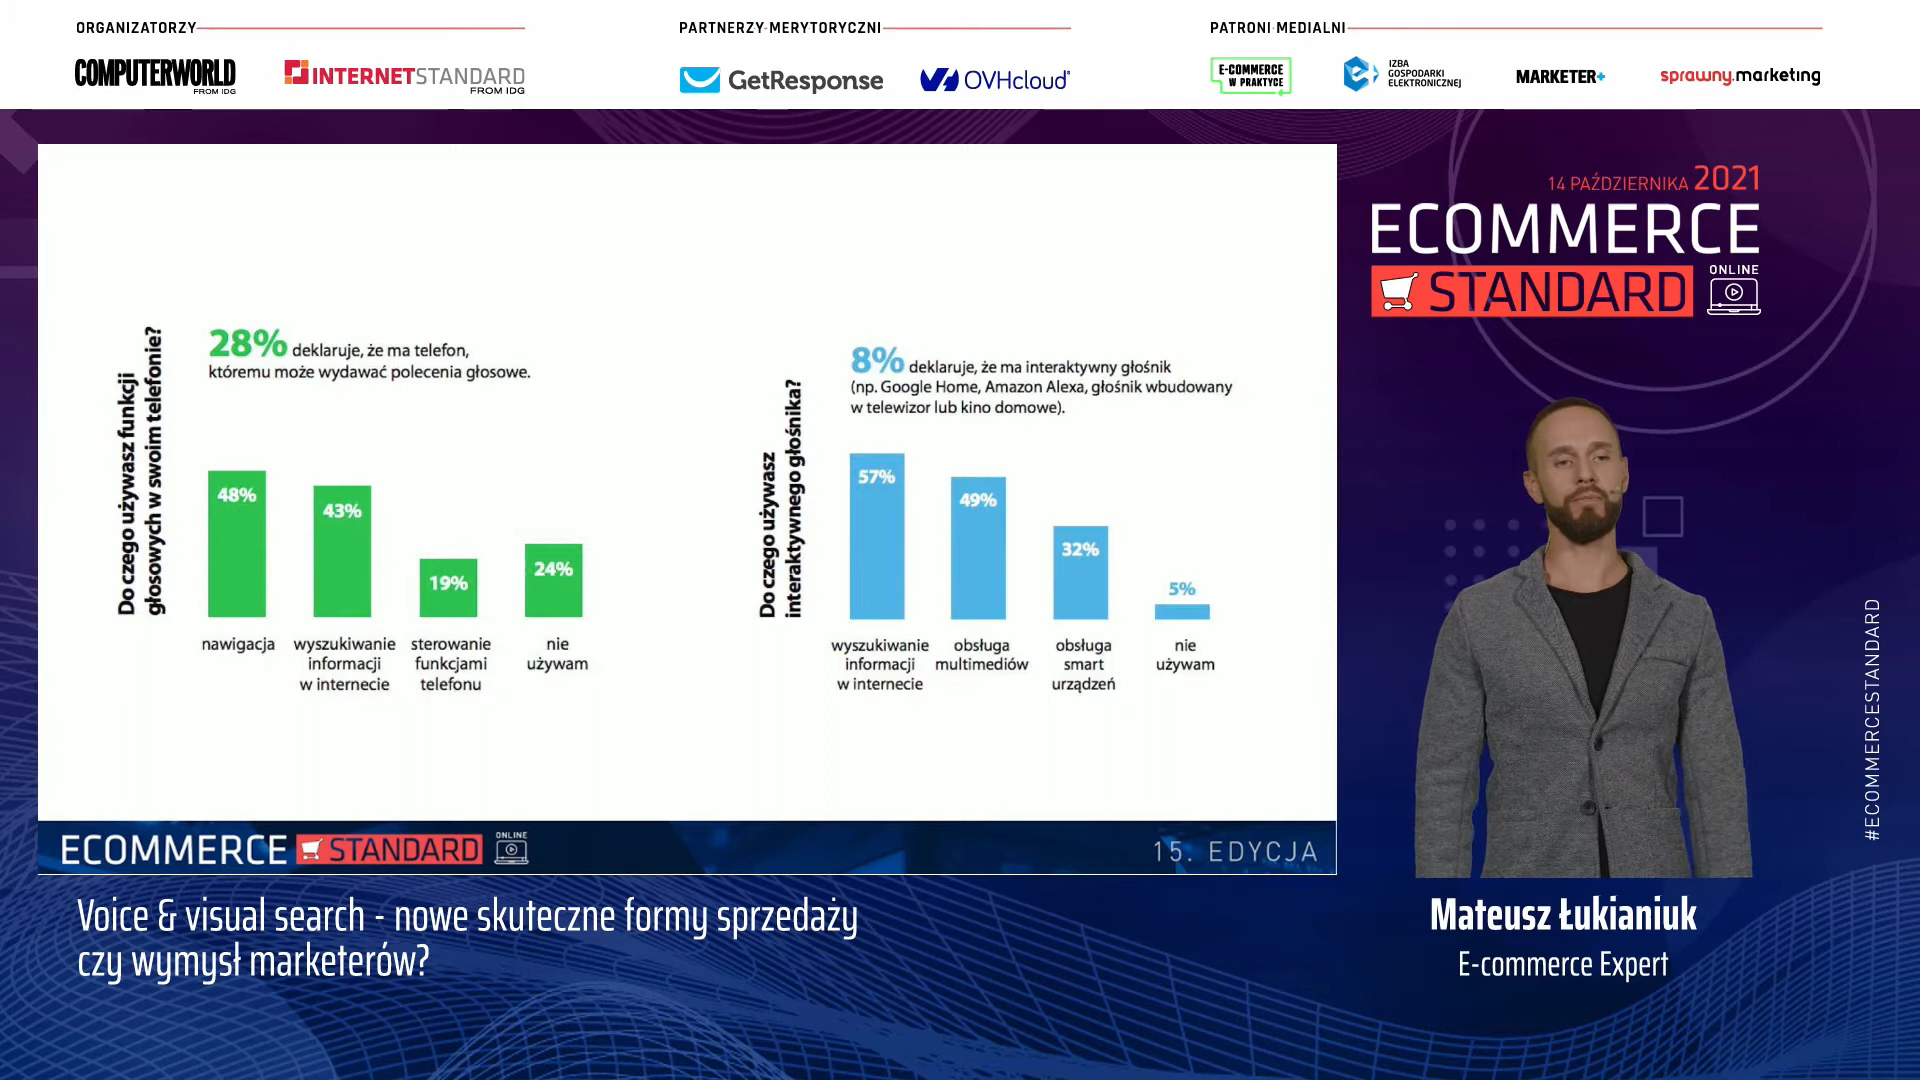 ORGANIZATORZY
COMPUTERWORLD
FROM IDG
INTERNETSTANDARD
FROM IDG
PARTNERZY MERYTORYCZNI
GetResponse
OVHcloud
PATRONI MEDIALNI
E-COMMERCE
W PRAKTYCE
IZBA
GOSPODARKI
ELEKTRONICZNEJ
MARKETER+
sprawny.marketing
14 PAŹDZIERNIKA 2021
ECOMMERCE
STANDARD
ONLINE
Do czego używasz funkcji
głosowych w swoim telefonie?
28% deklaruje, że ma telefon,
któremu może wydawać polecenia głosowe.
48%
43%
19%
24%
nawigacja
wyszukiwanie
informacji
w internecie
sterowanie
funkcjami
telefonu
nie
używam
Do czego używasz
interaktywnego głośnika?
8% deklaruje, że ma interaktywny głośnik
(np. Google Home, Amazon Alexa, głośnik wbudowany
w telewizor lub kino domowe).
57%
49%
32%
5%
wyszukiwanie
informacji
w internecie
obsługa
multimediów
obsługa
smart
urządzeń
nie
używam
ECOMMERCE STANDARD ONLINE
15. EDYCJA
#ECOMMERCESTANDARD
Voice & visual search - nowe skuteczne formy sprzedaży
czy wymysł marketerów?
Mateusz Łukianiuk
E-commerce Expert